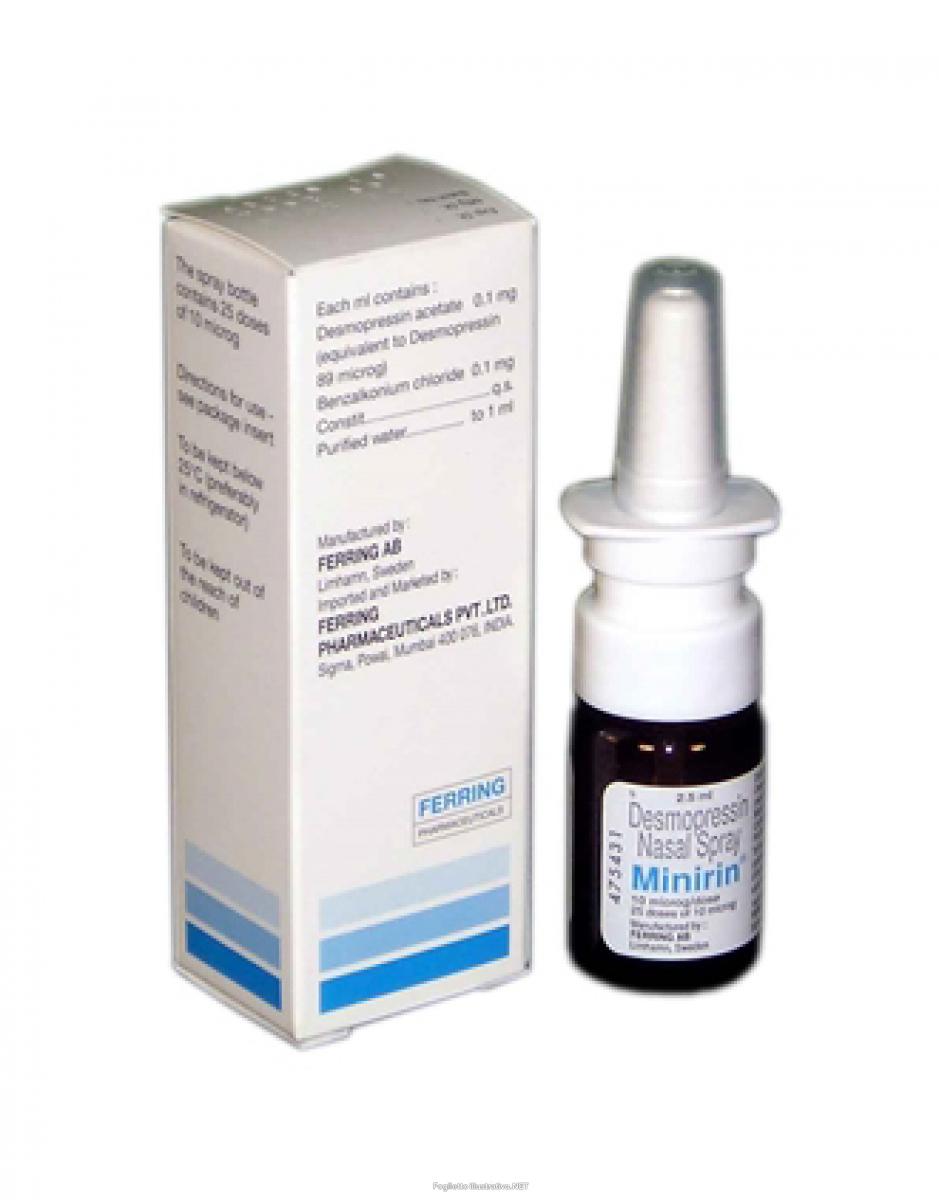 The spray bottle
contains 25 doses
of 10 microg
Directions for use -
see package insert
To be kept below
25°C (preferably
in refrigerator)
To be kept out of
the reach of
children
Each ml contains :
Desmopressin acetate 0.1 mg
(equivalent to Desmopressin
89 microg)
Benzalkonium chloride 0.1 mg
Constit. q.s.
Purified water to 1 ml
Manufactured by :
FERRING AB
Limhamn, Sweden
Imported and Marketed by :
FERRING
PHARMACEUTICALS PVT. LTD.
Sigma, Powai, Mumbai 400 076, INDIA.
FERRING
PHARMACEUTICALS
2.5 ml
Desmopressin
Nasal Spray
Minirin®
10 microg/dose
25 doses of 10 microg
Manufactured by :
FERRING AB
Limhamn, Sweden
475431
FogliettoIllustrativo.NET